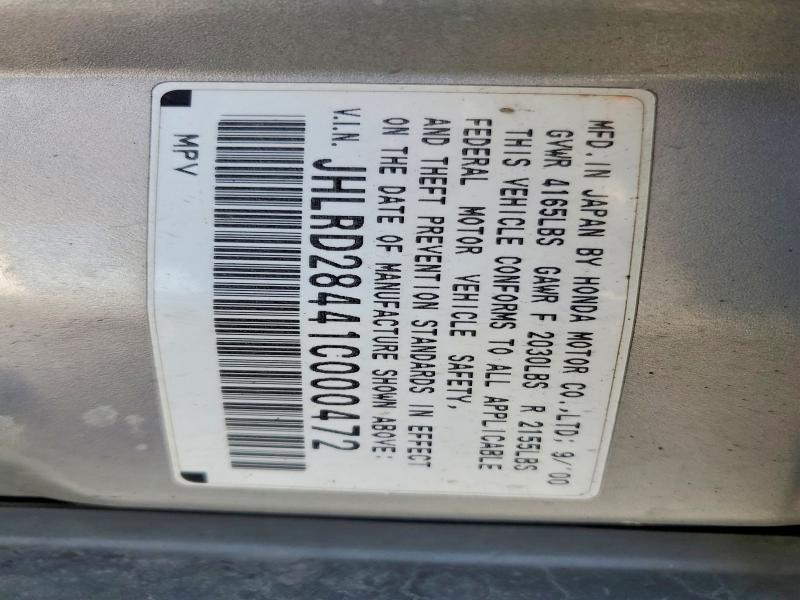 MFD. IN JAPAN BY HONDA MOTOR CO.,LTD; 9/'00
GVWR 4165LBS GAWR F 2030LBS R 2155LBS
THIS VEHICLE CONFORMS TO ALL APPLICABLE
FEDERAL MOTOR VEHICLE SAFETY,
AND THEFT PREVENTION STANDARDS IN EFFECT
ON THE DATE OF MANUFACTURE SHOWN ABOVE:
V.I.N. JHLRD28441C000472
MPV